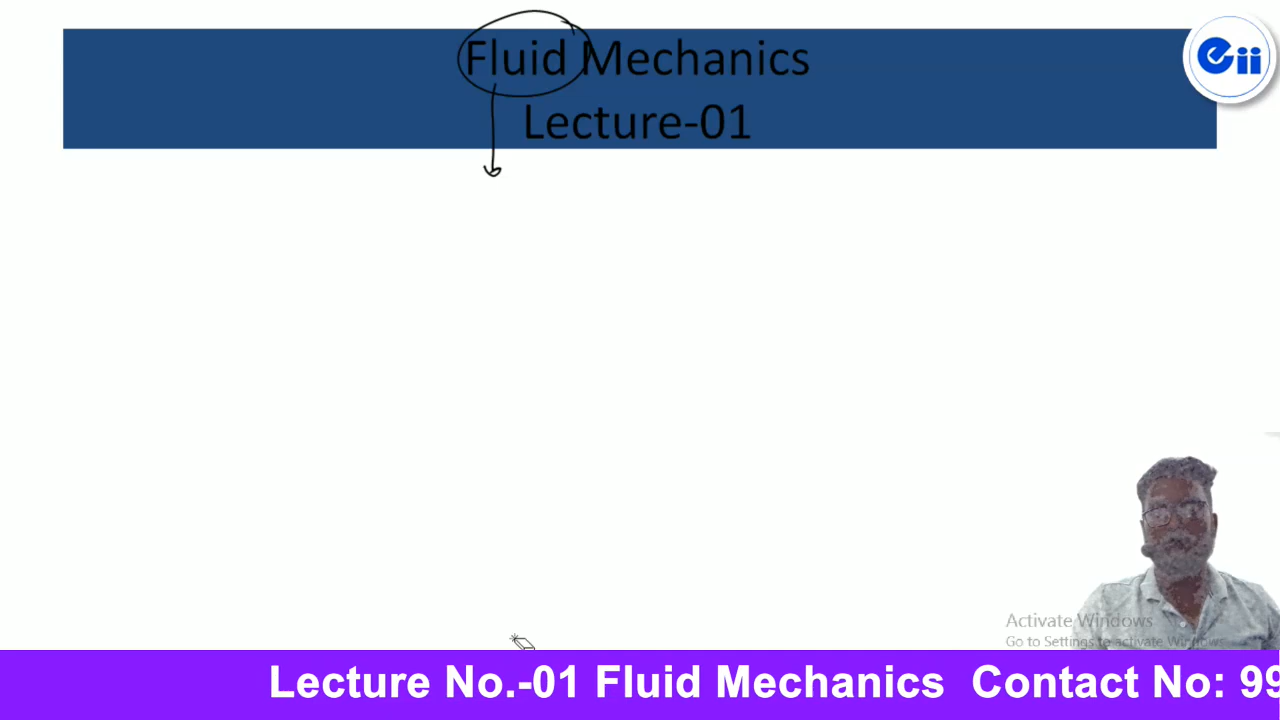 Fluid Mechanics
Lecture-01
eii
Activate Windows
Go to Settings to activate Windows.
Lecture No.-01 Fluid Mechanics Contact No: 99